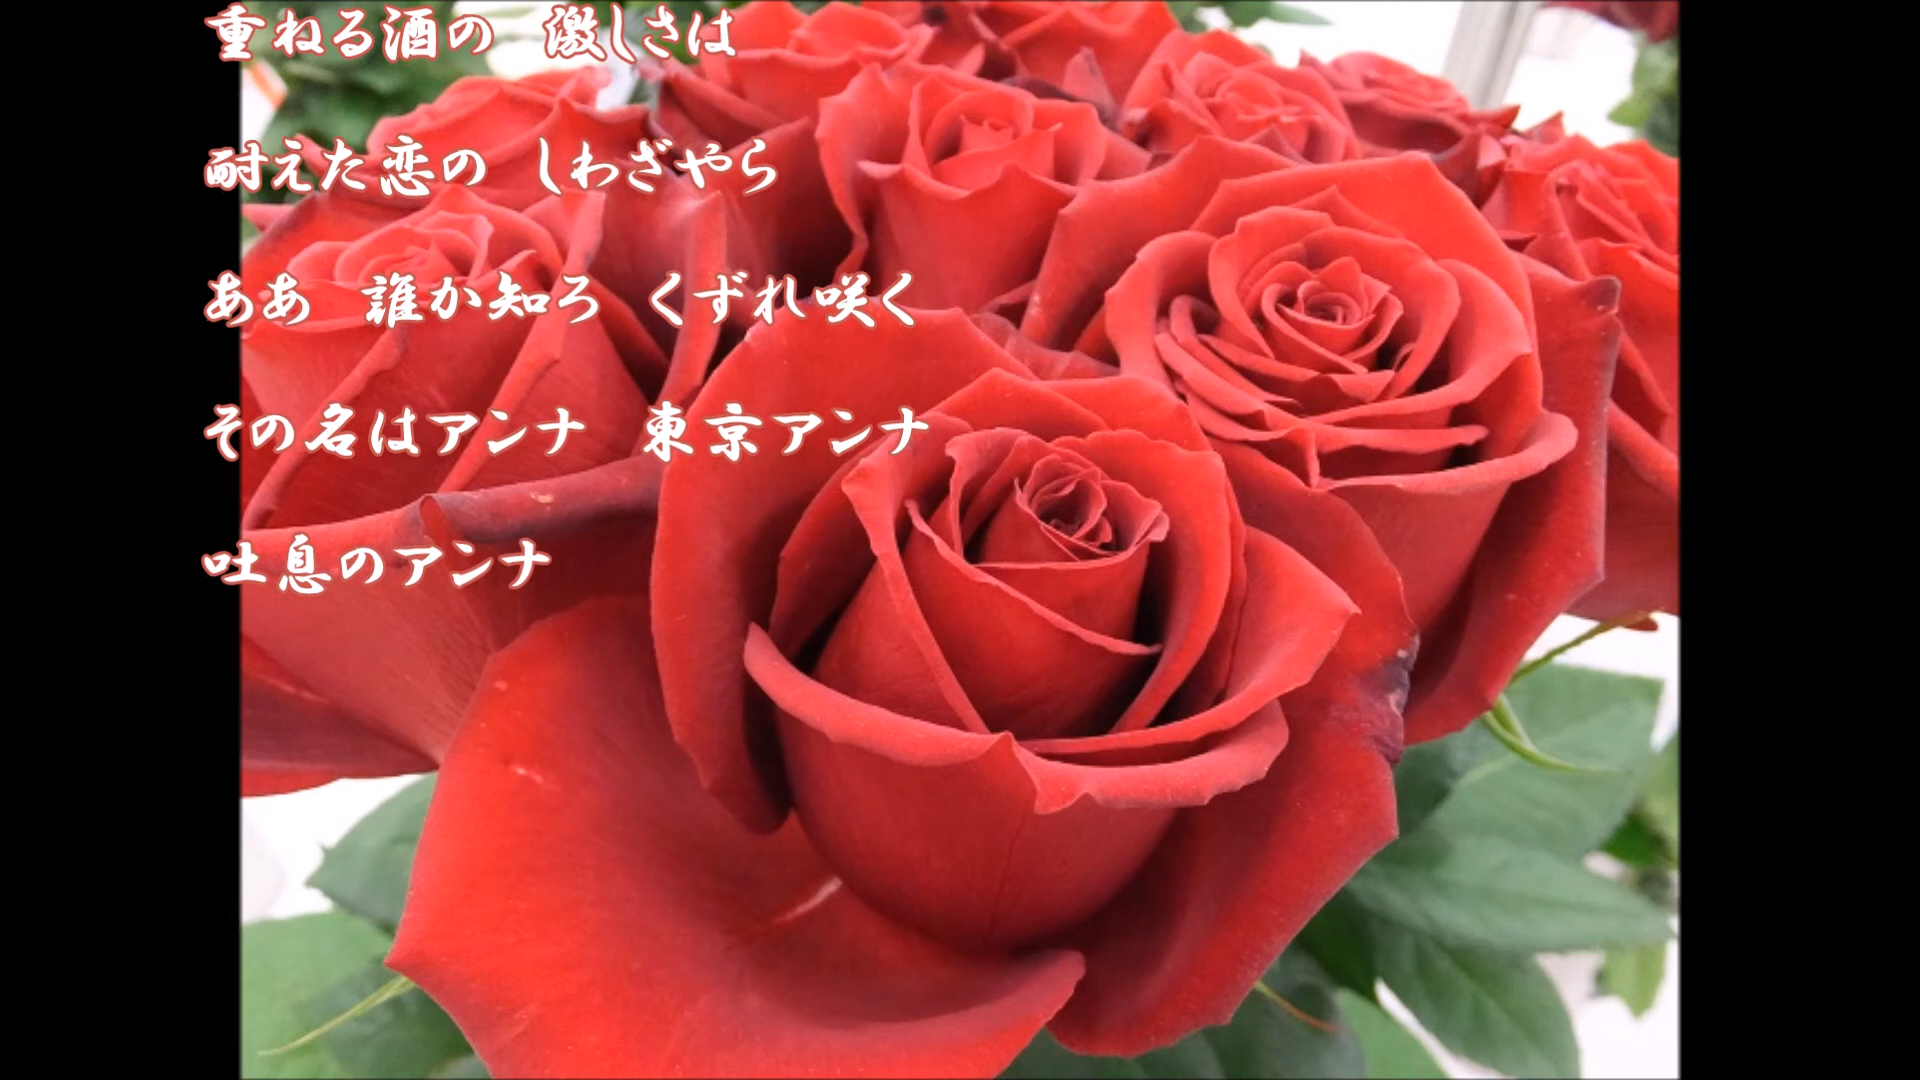 重ねる酒の　激しさは
耐えた恋の　しわざやら
ああ　誰か知ろ　くずれ咲く
その名はアンナ　東京アンナ
吐息のアンナ